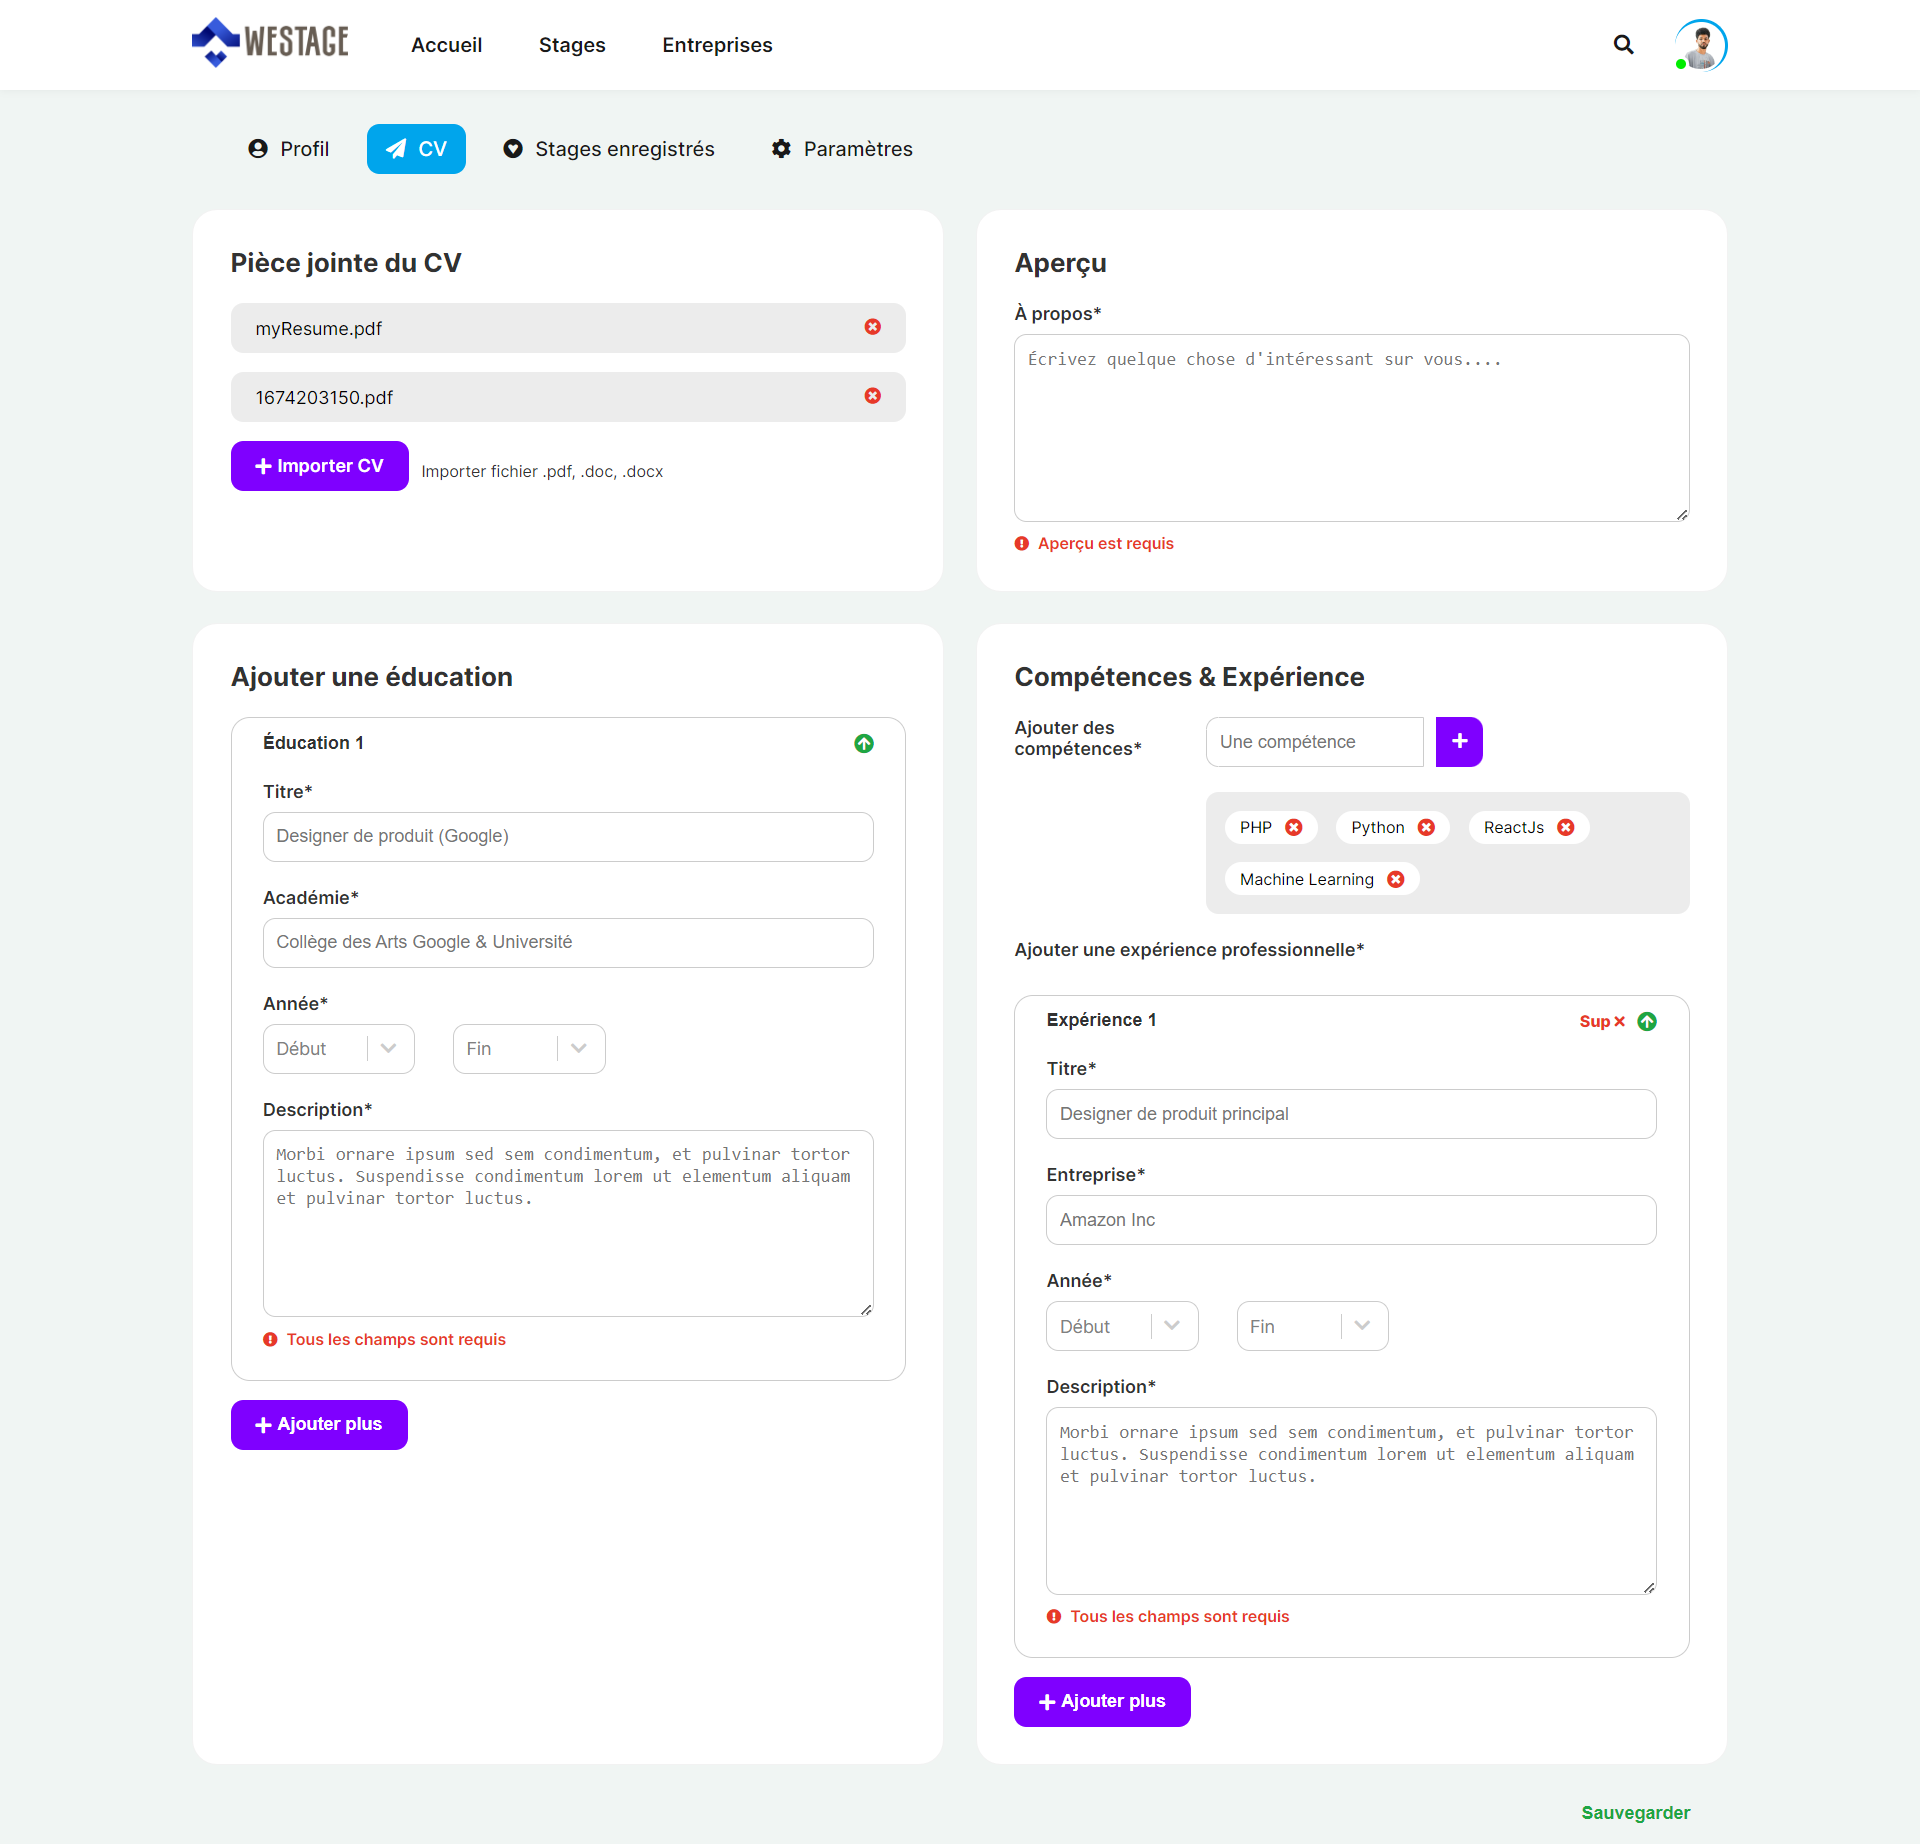 WESTAGE
Accueil
Stages
Entreprises
Profil
CV
Stages enregistrés
Paramètres
Pièce jointe du CV
myResume.pdf
1674203150.pdf
Importer CV
Importer fichier .pdf, .doc, .docx
Aperçu
À propos*
Écrivez quelque chose d'intéressant sur vous....
Aperçu est requis
Ajouter une éducation
Éducation 1
Titre*
Designer de produit (Google)
Académie*
Collège des Arts Google & Université
Année*
Début
Fin
Description*
Morbi ornare ipsum sed sem condimentum, et pulvinar tortor
luctus. Suspendisse condimentum lorem ut elementum aliquam
et pulvinar tortor luctus.
Tous les champs sont requis
Ajouter plus
Compétences & Expérience
Ajouter des
compétences*
Une compétence
PHP
Python
ReactJs
Machine Learning
Ajouter une expérience professionnelle*
Expérience 1
Sup
Titre*
Designer de produit principal
Entreprise*
Amazon Inc
Année*
Début
Fin
Description*
Morbi ornare ipsum sed sem condimentum, et pulvinar tortor
luctus. Suspendisse condimentum lorem ut elementum aliquam
et pulvinar tortor luctus.
Tous les champs sont requis
Ajouter plus
Sauvegarder